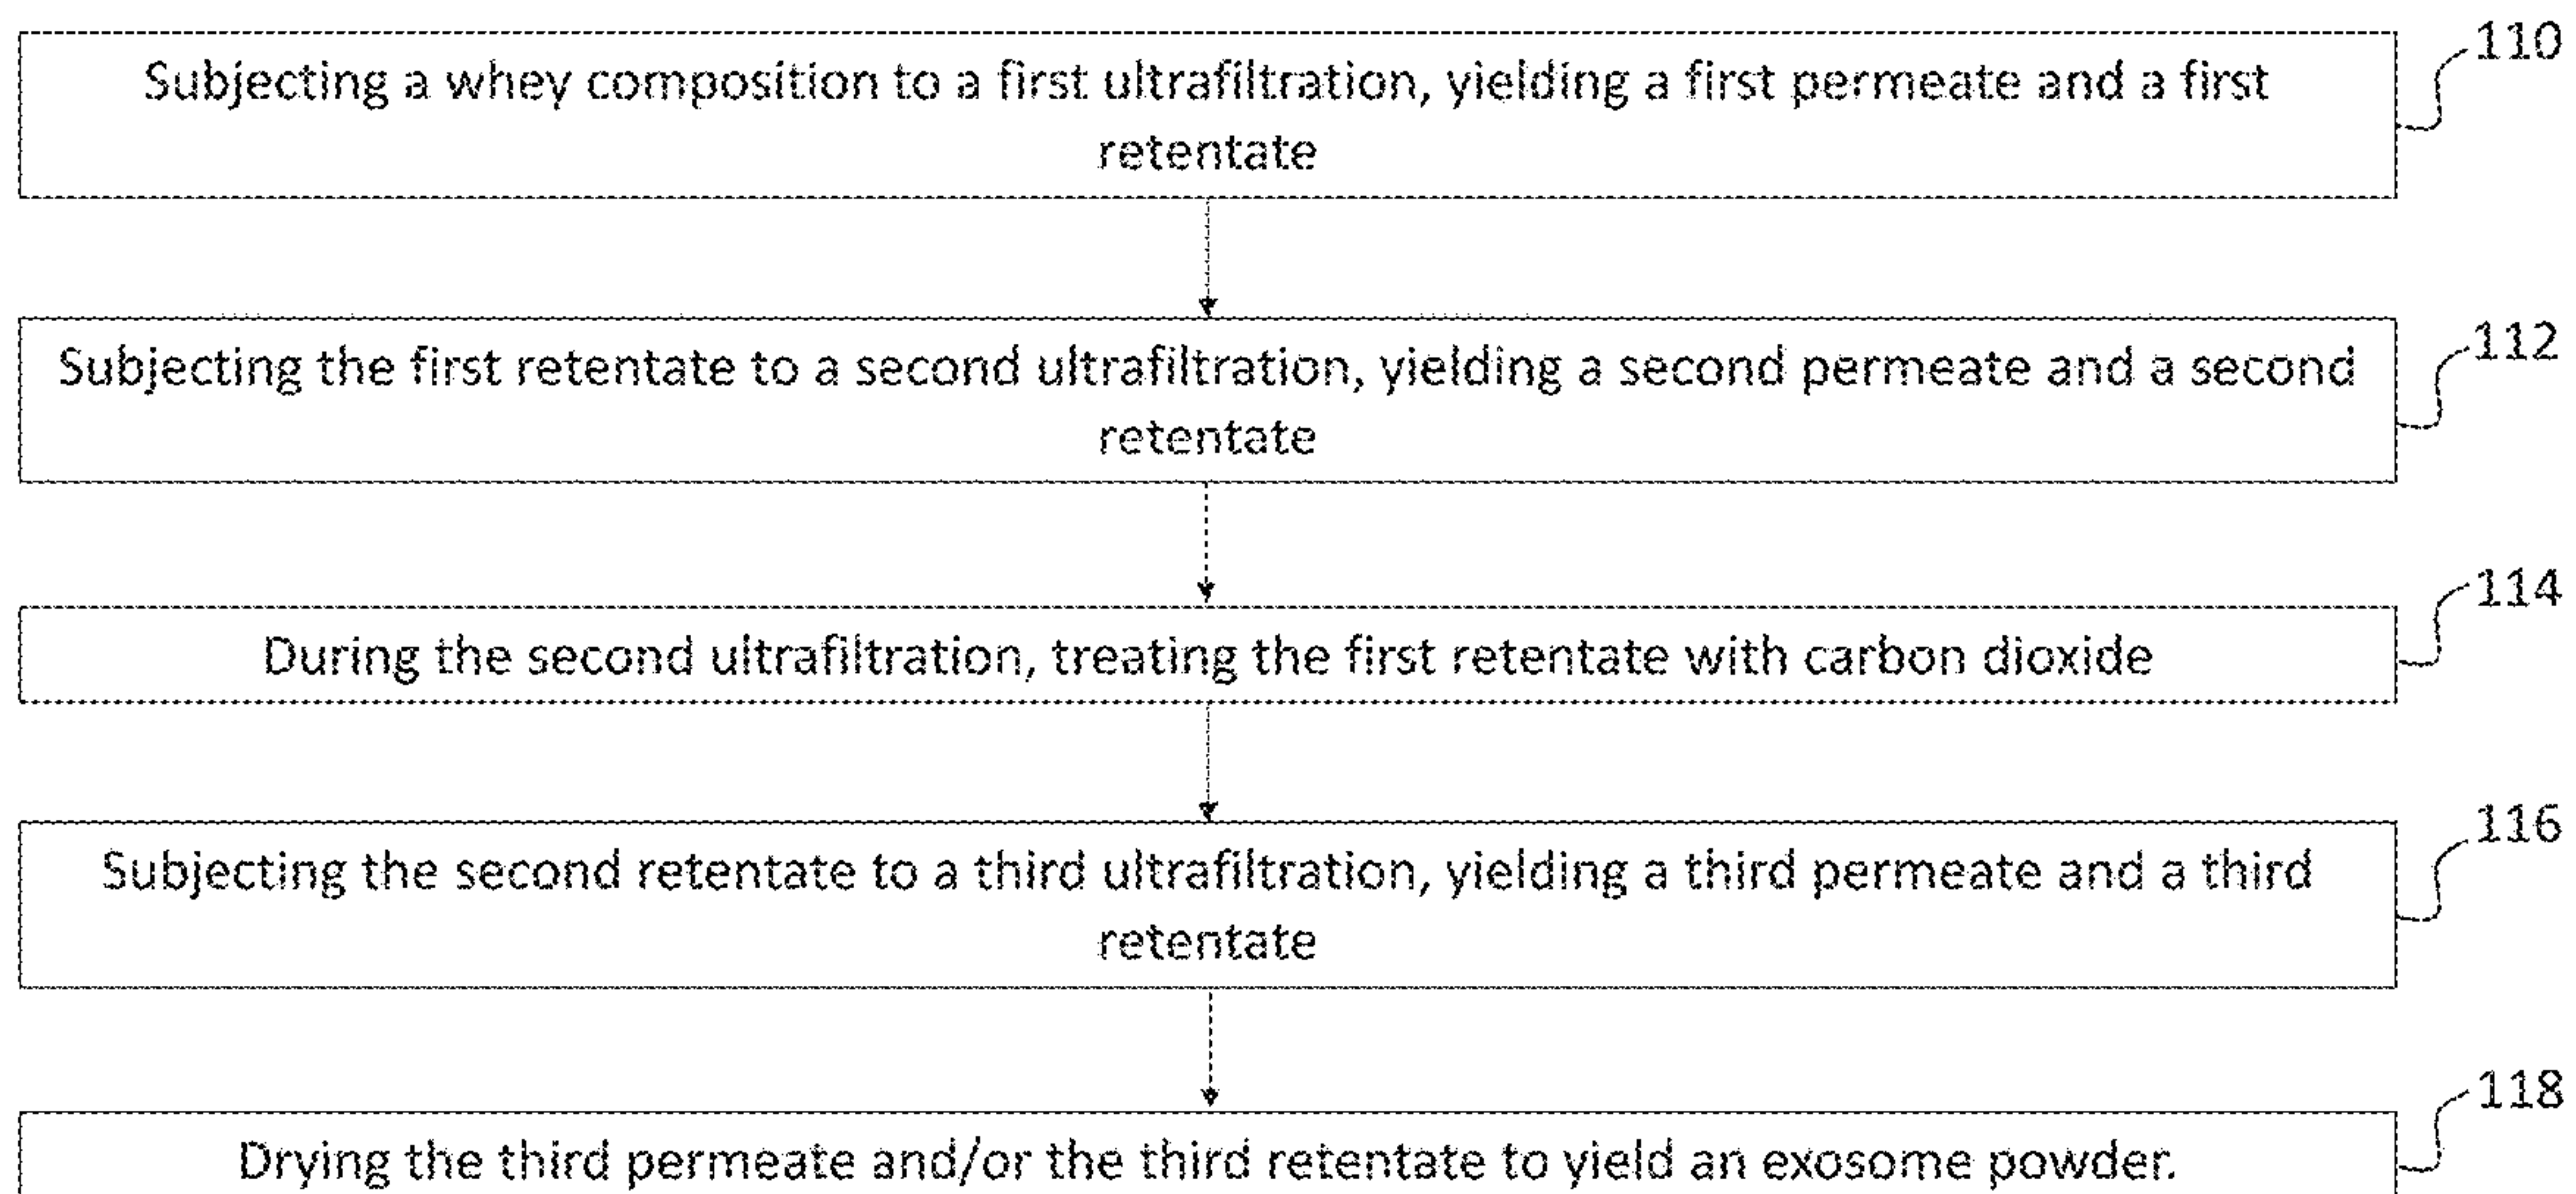 110
Subjecting a whey composition to a first ultrafiltration, yielding a first permeate and a first
retentate
112
Subjecting the first retentate to a second ultrafiltration, yielding a second permeate and a second
retentate
114
During the second ultrafiltration, treating the first retentate with carbon dioxide
116
Subjecting the second retentate to a third ultrafiltration, yielding a third permeate and a third
retentate
118
Drying the third permeate and/or the third retentate to yield an exosome powder.